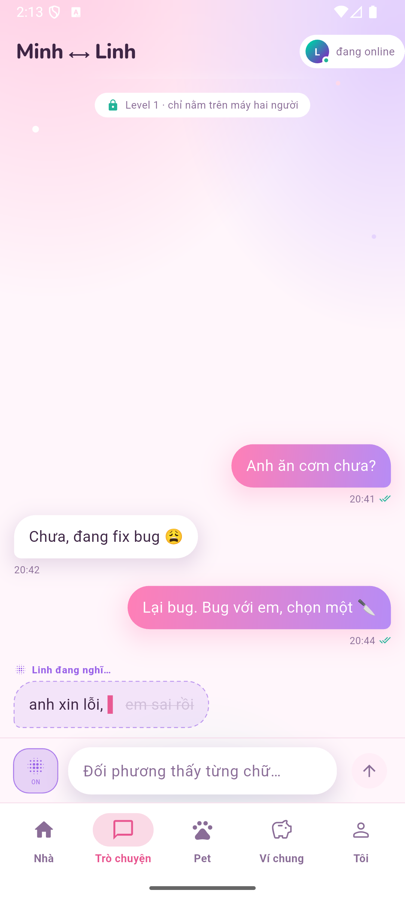 2:13
Minh ⟷ Linh
L
đang online
Level 1 · chỉ nằm trên máy hai người
Anh ăn cơm chưa?
20:41
Chưa, đang fix bug 😩
20:42
Lại bug. Bug với em, chọn một 🔪
20:44
Linh đang nghĩ...
anh xin lỗi, em sai rồi
ON
Đối phương thấy từng chữ...
Nhà
Trò chuyện
Pet
Ví chung
Tôi